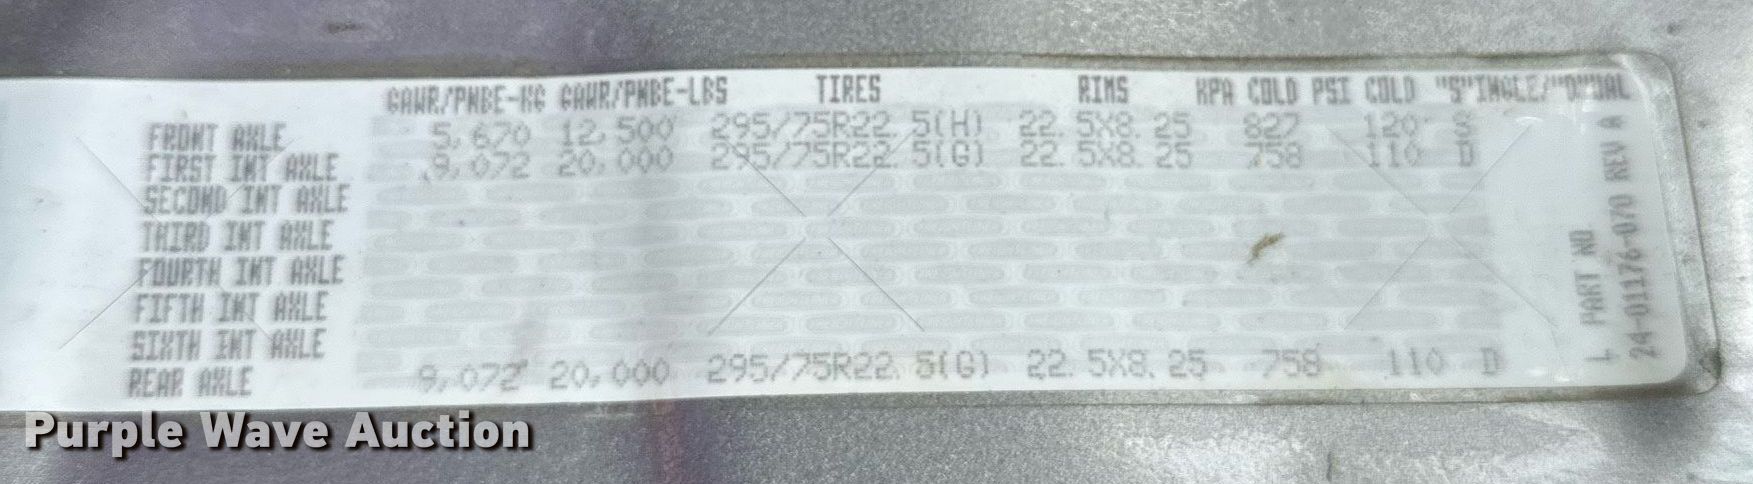 GAWR/PNBE-KG GAWR/PNBE-LBS TIRES RIMS KPA COLD PSI COLD "S"INGLE/"D"UAL
FRONT AXLE 5,670 12,500 295/75R22.5(H) 22.5X8.25 827 120 S
FIRST INT AXLE 9,072 20,000 295/75R22.5(G) 22.5X8.25 758 110 D
SECOND INT AXLE
THIRD INT AXLE
FOURTH INT AXLE
FIFTH INT AXLE
SIXTH INT AXLE
REAR AXLE 9,072 20,000 295/75R22.5(G) 22.5X8.25 758 110 D
L PART NO
24-01176-070 REV A
Purple Wave Auction